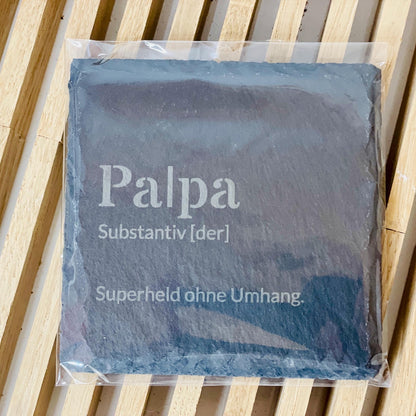 Pa|pa
Substantiv [der]
Superheld ohne Umhang.